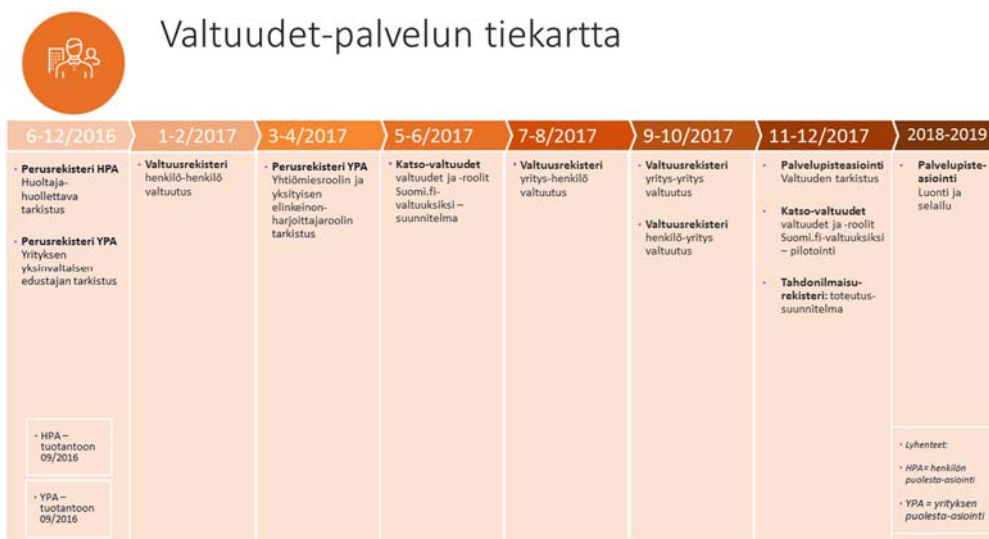 Valtuudet-palvelun tiekartta
6-12/2016
1-2/2017
3-4/2017
5-6/2017
7-8/2017
9-10/2017
11-12/2017
2018-2019
• Perusrekisteri HPA
Huoltaja-
huollettava
tarkistus
• Perusrekisteri YPA
Yrityksen
yksinvaltaisen
edustajan tarkistus
• HPA –
tuotantoon
09/2016
• YPA –
tuotantoon
09/2016
• Valtuusrekisteri
henkilö-henkilö
valtuutus
• Perusrekisteri YPA
Yhtiömiesroolin ja
yksityisen
elinkeinon-
harjoittajaroolin
tarkistus
• Katso-valtuudet
valtuudet ja -roolit
Suomi.fi-
valtuuksiksi –
suunnitelma
• Valtuusrekisteri
yritys-henkilö
valtuutus
• Valtuusrekisteri
yritys-yritys
valtuutus
• Valtuusrekisteri
henkilö-yritys
valtuutus
• Palvelupisteasiointi
Valtuuden tarkistus
• Katso-valtuudet
valtuudet ja -roolit
Suomi.fi-valtuuksiksi
– pilotointi
• Tahdonilmaisu-
rekisteri: toteutus-
suunnitelma
• Palvelupiste-
asiointi
Luonti ja
selailu
• Lyhenteet:
• HPA= henkilön
puolesta-asiointi
• YPA = yrityksen
puolesta-asiointi